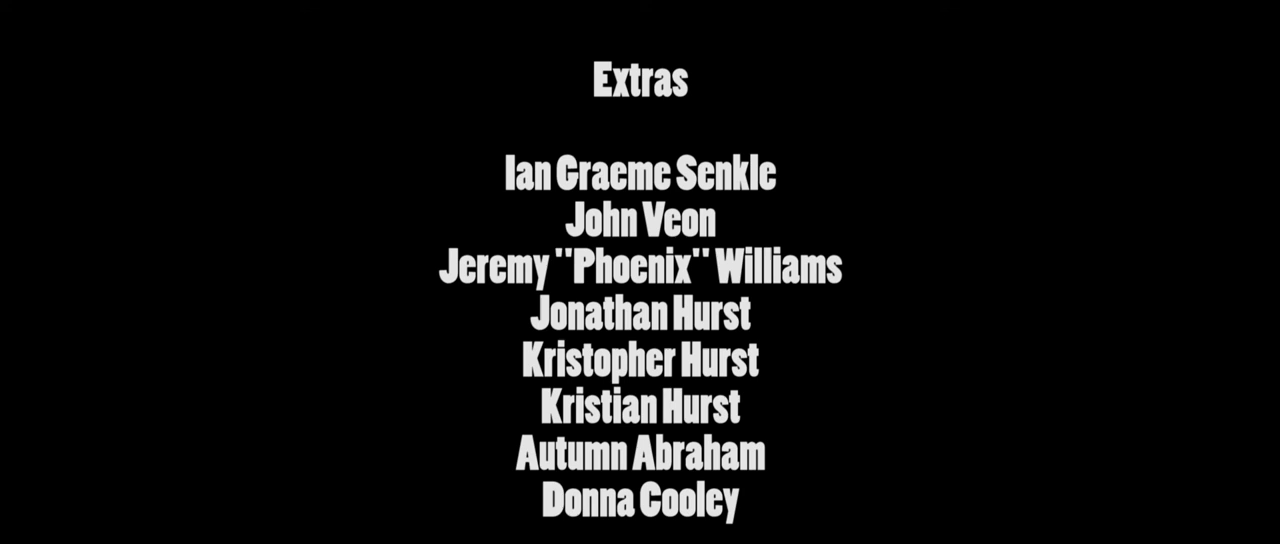 Extras
Ian Graeme Senkle
John Veon
Jeremy "Phoenix" Williams
Jonathan Hurst
Kristopher Hurst
Kristian Hurst
Autumn Abraham
Donna Cooley